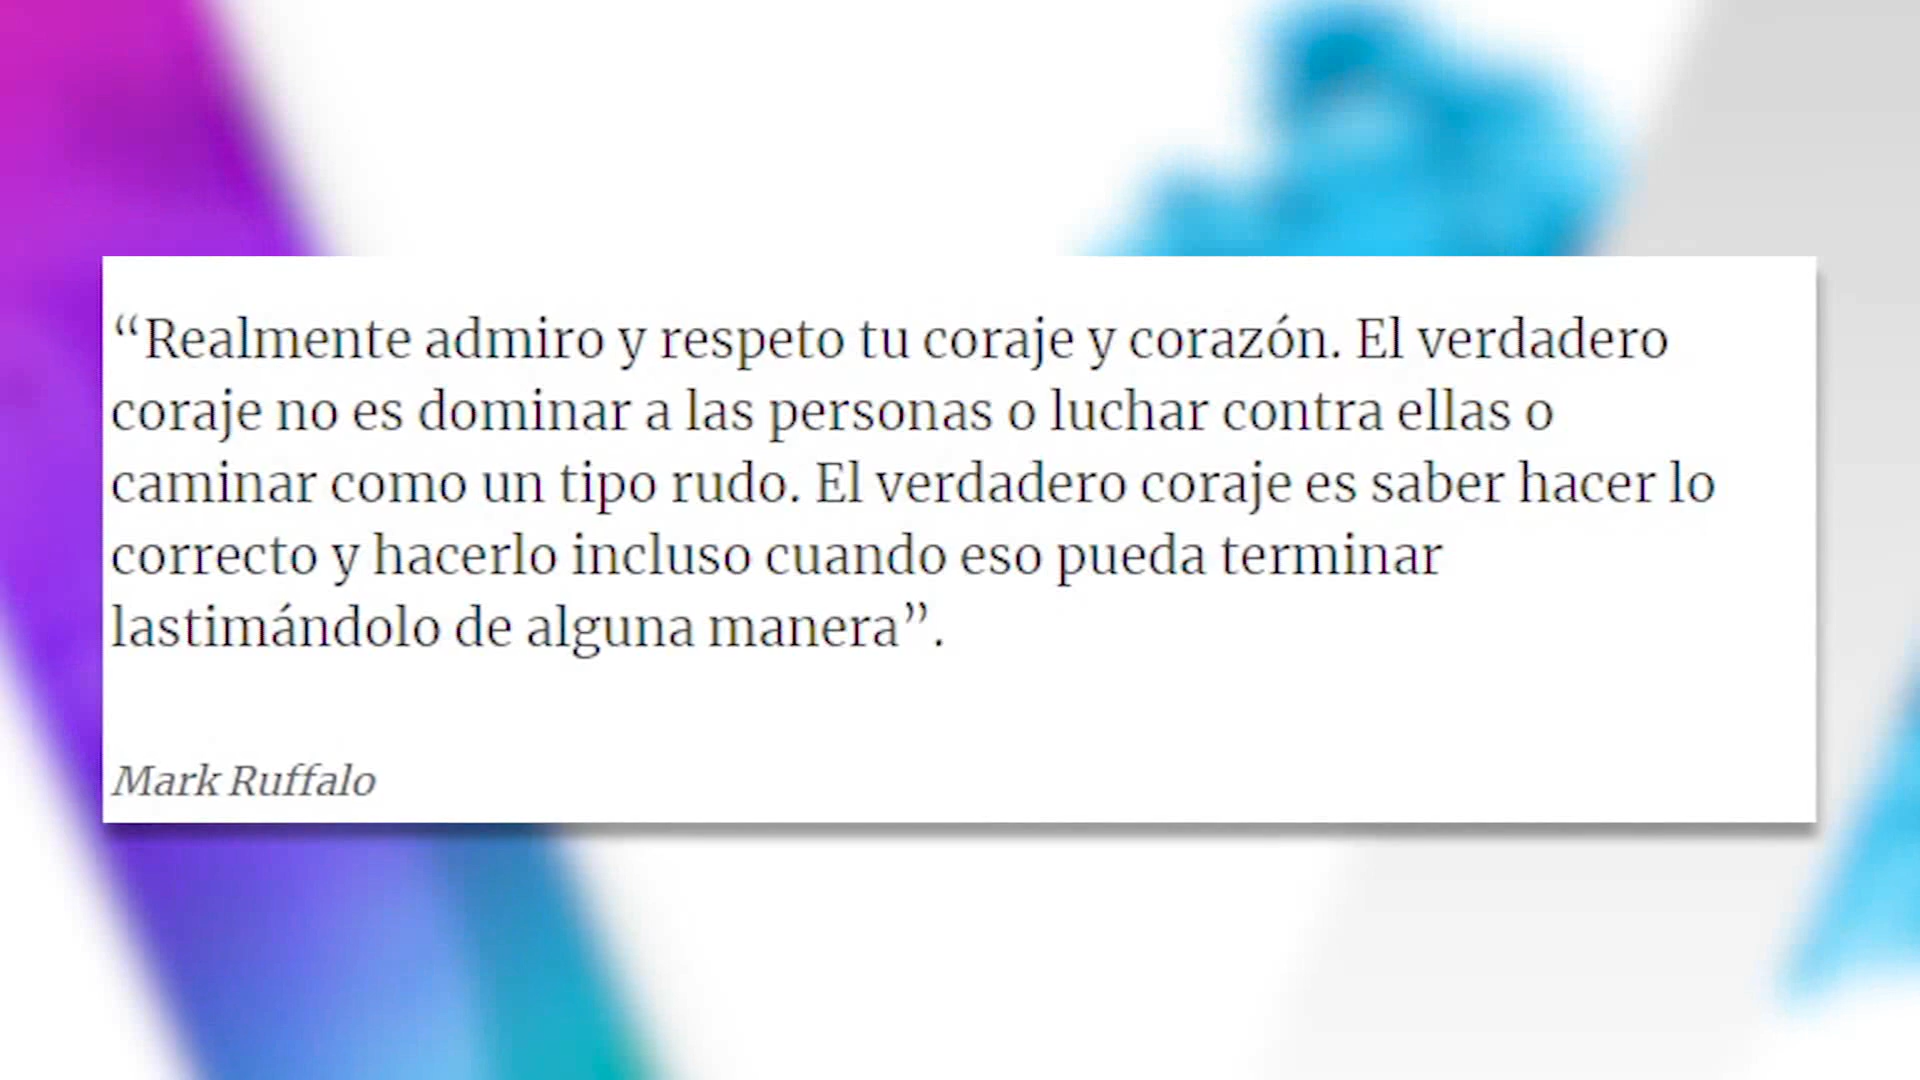 “Realmente admiro y respeto tu coraje y corazón. El verdadero
coraje no es dominar a las personas o luchar contra ellas o
caminar como un tipo rudo. El verdadero coraje es saber hacer lo
correcto y hacerlo incluso cuando eso pueda terminar
lastimándolo de alguna manera”.
Mark Ruffalo